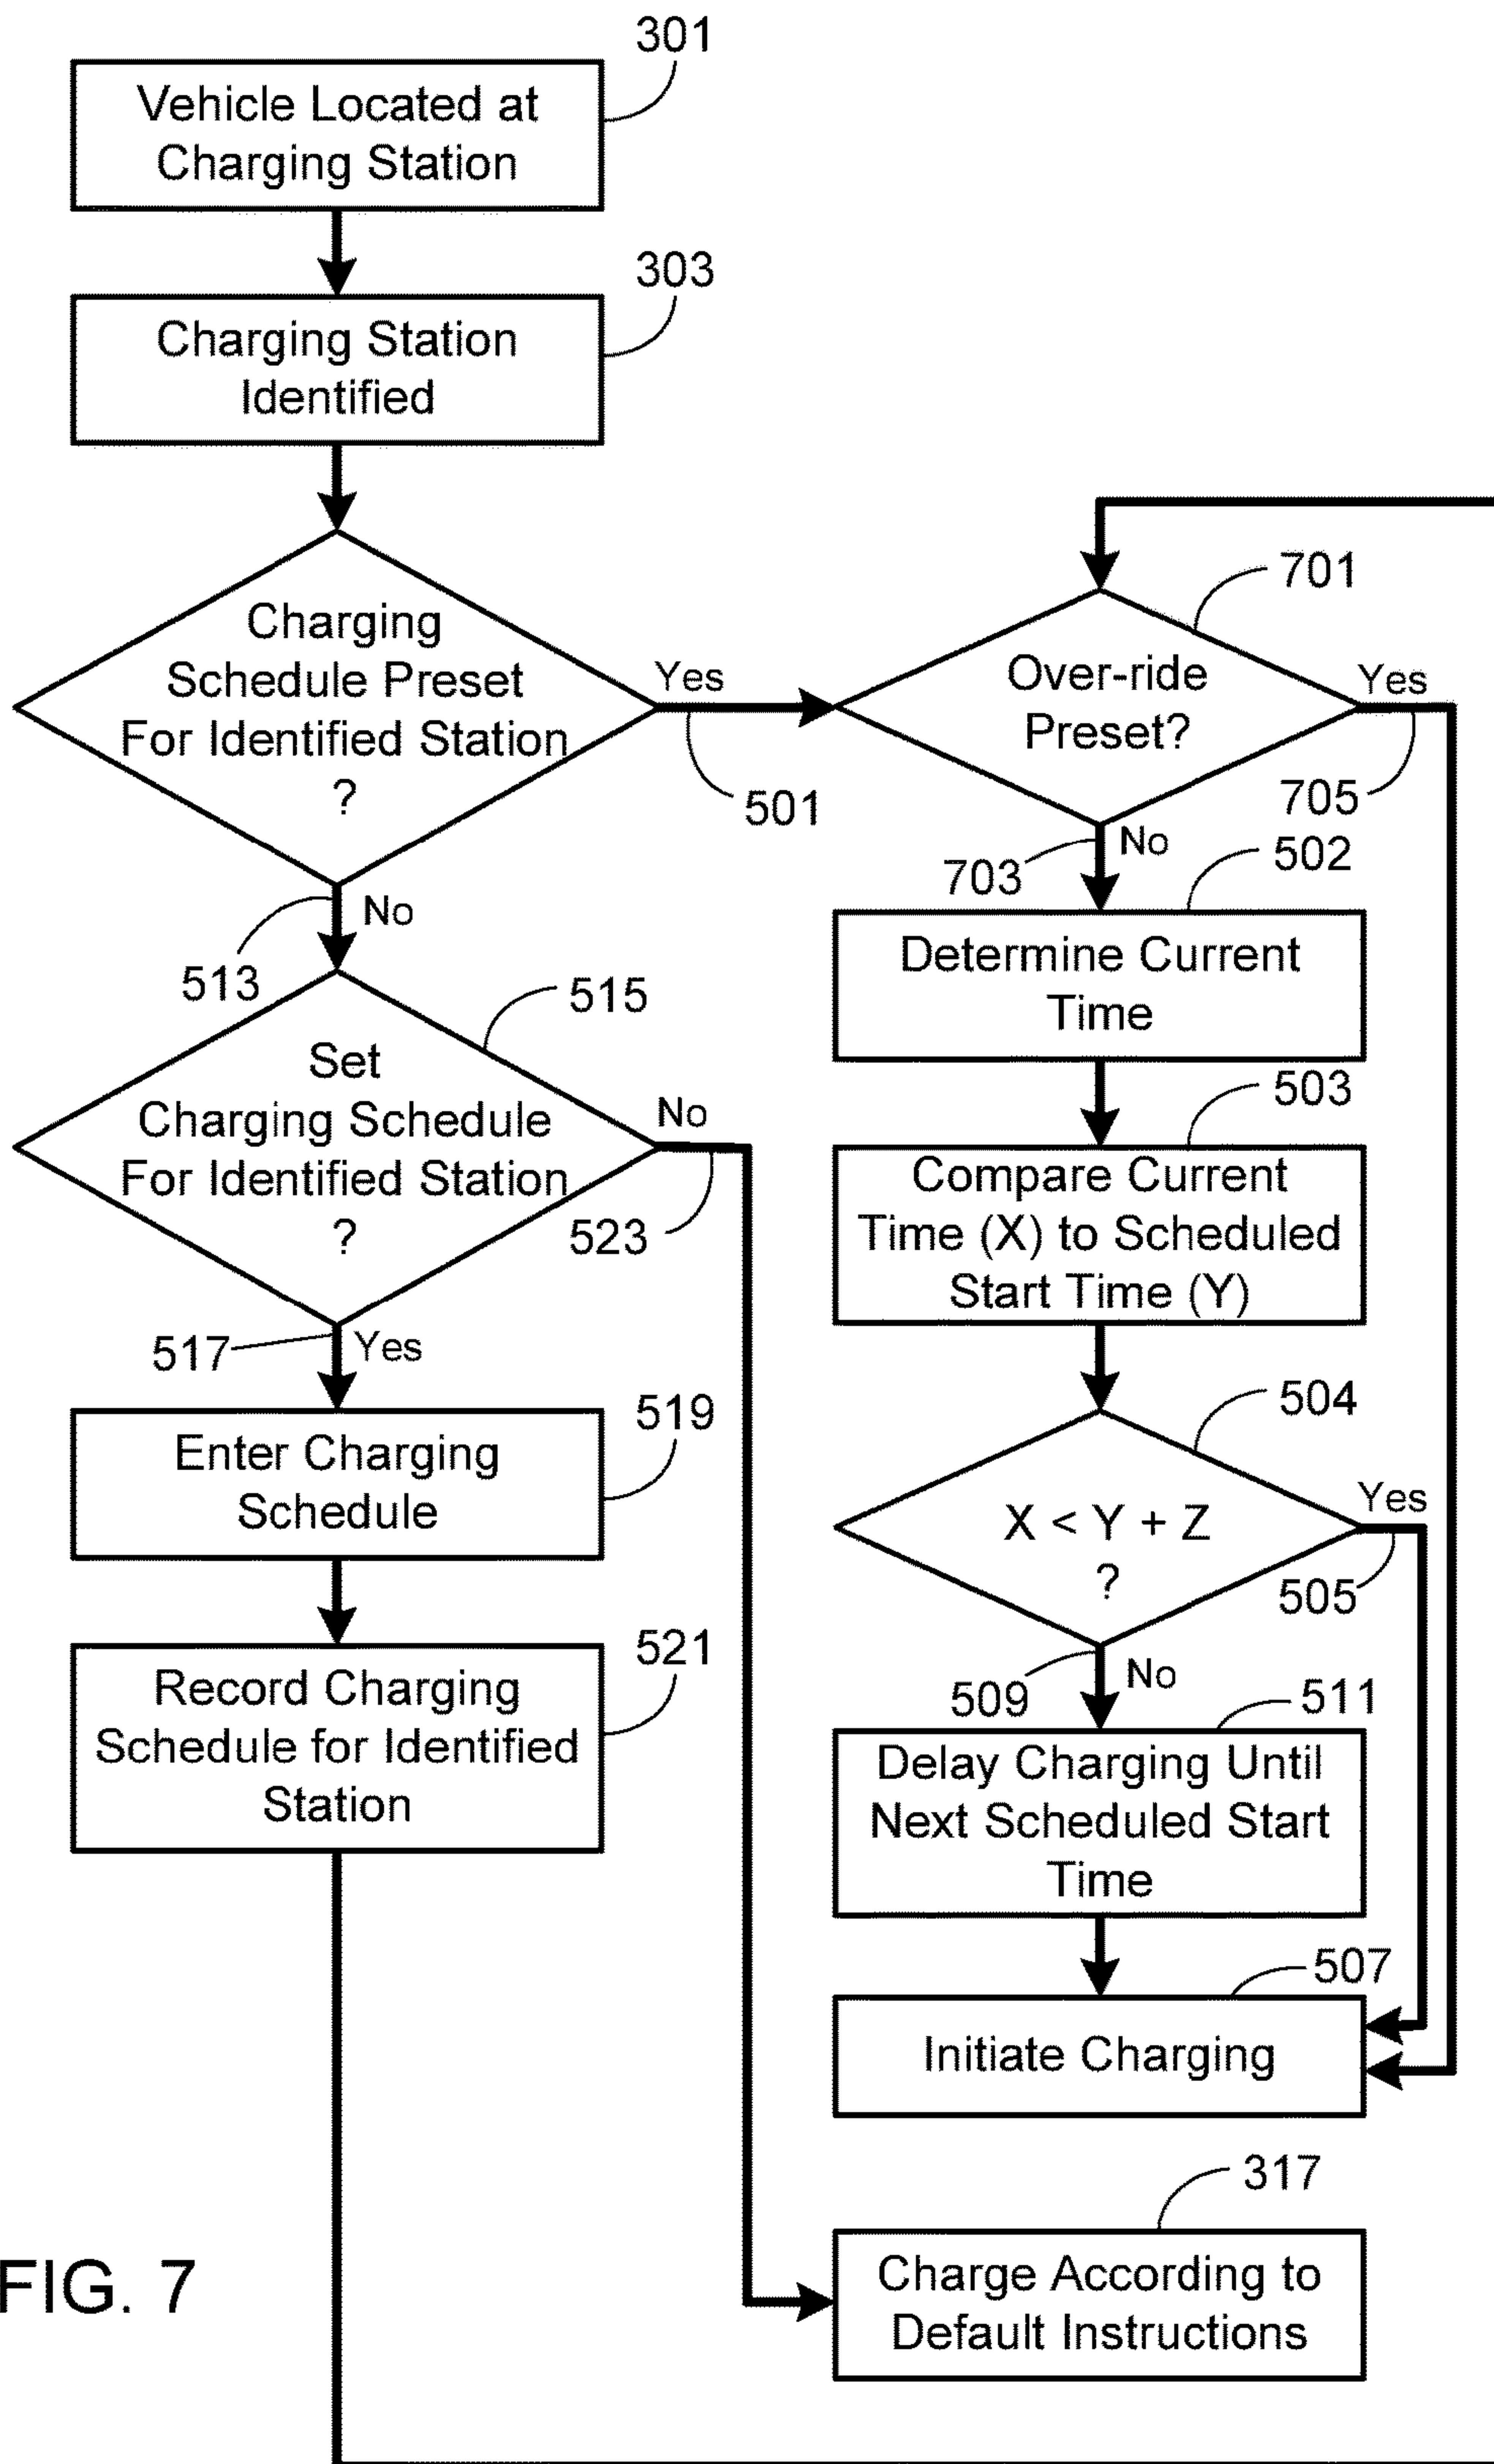 301
Vehicle Located at
Charging Station
303
Charging Station
Identified
Charging
Schedule Preset
For Identified Station
?
Yes
501
701
Over-ride
Preset?
Yes
705
No
703
502
Determine Current
Time
No
513
515
Set
Charging Schedule
For Identified Station
?
No
523
503
Compare Current
Time (X) to Scheduled
Start Time (Y)
517
Yes
504
X < Y + Z
?
Yes
505
519
Enter Charging
Schedule
521
Record Charging
Schedule for Identified
Station
509
No
511
Delay Charging Until
Next Scheduled Start
Time
507
Initiate Charging
317
Charge According to
Default Instructions
FIG. 7